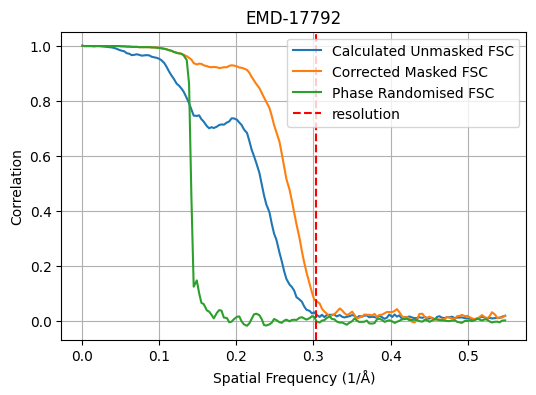 EMD-17792
Calculated Unmasked FSC
Corrected Masked FSC
Phase Randomised FSC
resolution
Correlation
1.0
0.8
0.6
0.4
0.2
0.0
0.0 0.1 0.2 0.3 0.4 0.5
Spatial Frequency (1/Å)